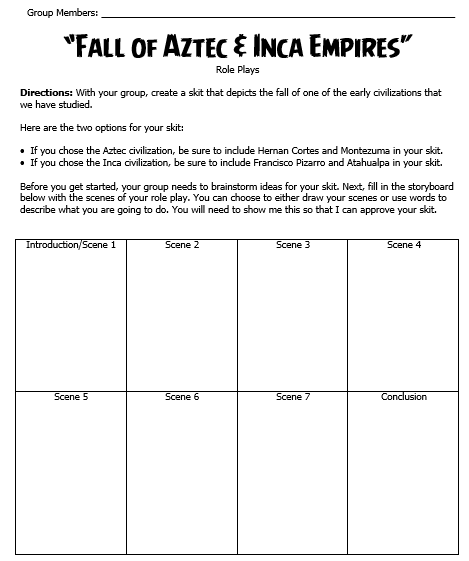 Group Members:
“FALL OF AZTEC & INCA EMPIRES”
Role Plays
Directions: With your group, create a skit that depicts the fall of one of the early civilizations that
we have studied.
Here are the two options for your skit:
• If you chose the Aztec civilization, be sure to include Hernan Cortes and Montezuma in your skit.
• If you chose the Inca civilization, be sure to include Francisco Pizarro and Atahualpa in your skit.
Before you get started, your group needs to brainstorm ideas for your skit. Next, fill in the storyboard
below with the scenes of your role play. You can choose to either draw your scenes or use words to
describe what you are going to do. You will need to show me this so that I can approve your skit.
Introduction/Scene 1 Scene 2 Scene 3 Scene 4
Scene 5 Scene 6 Scene 7 Conclusion